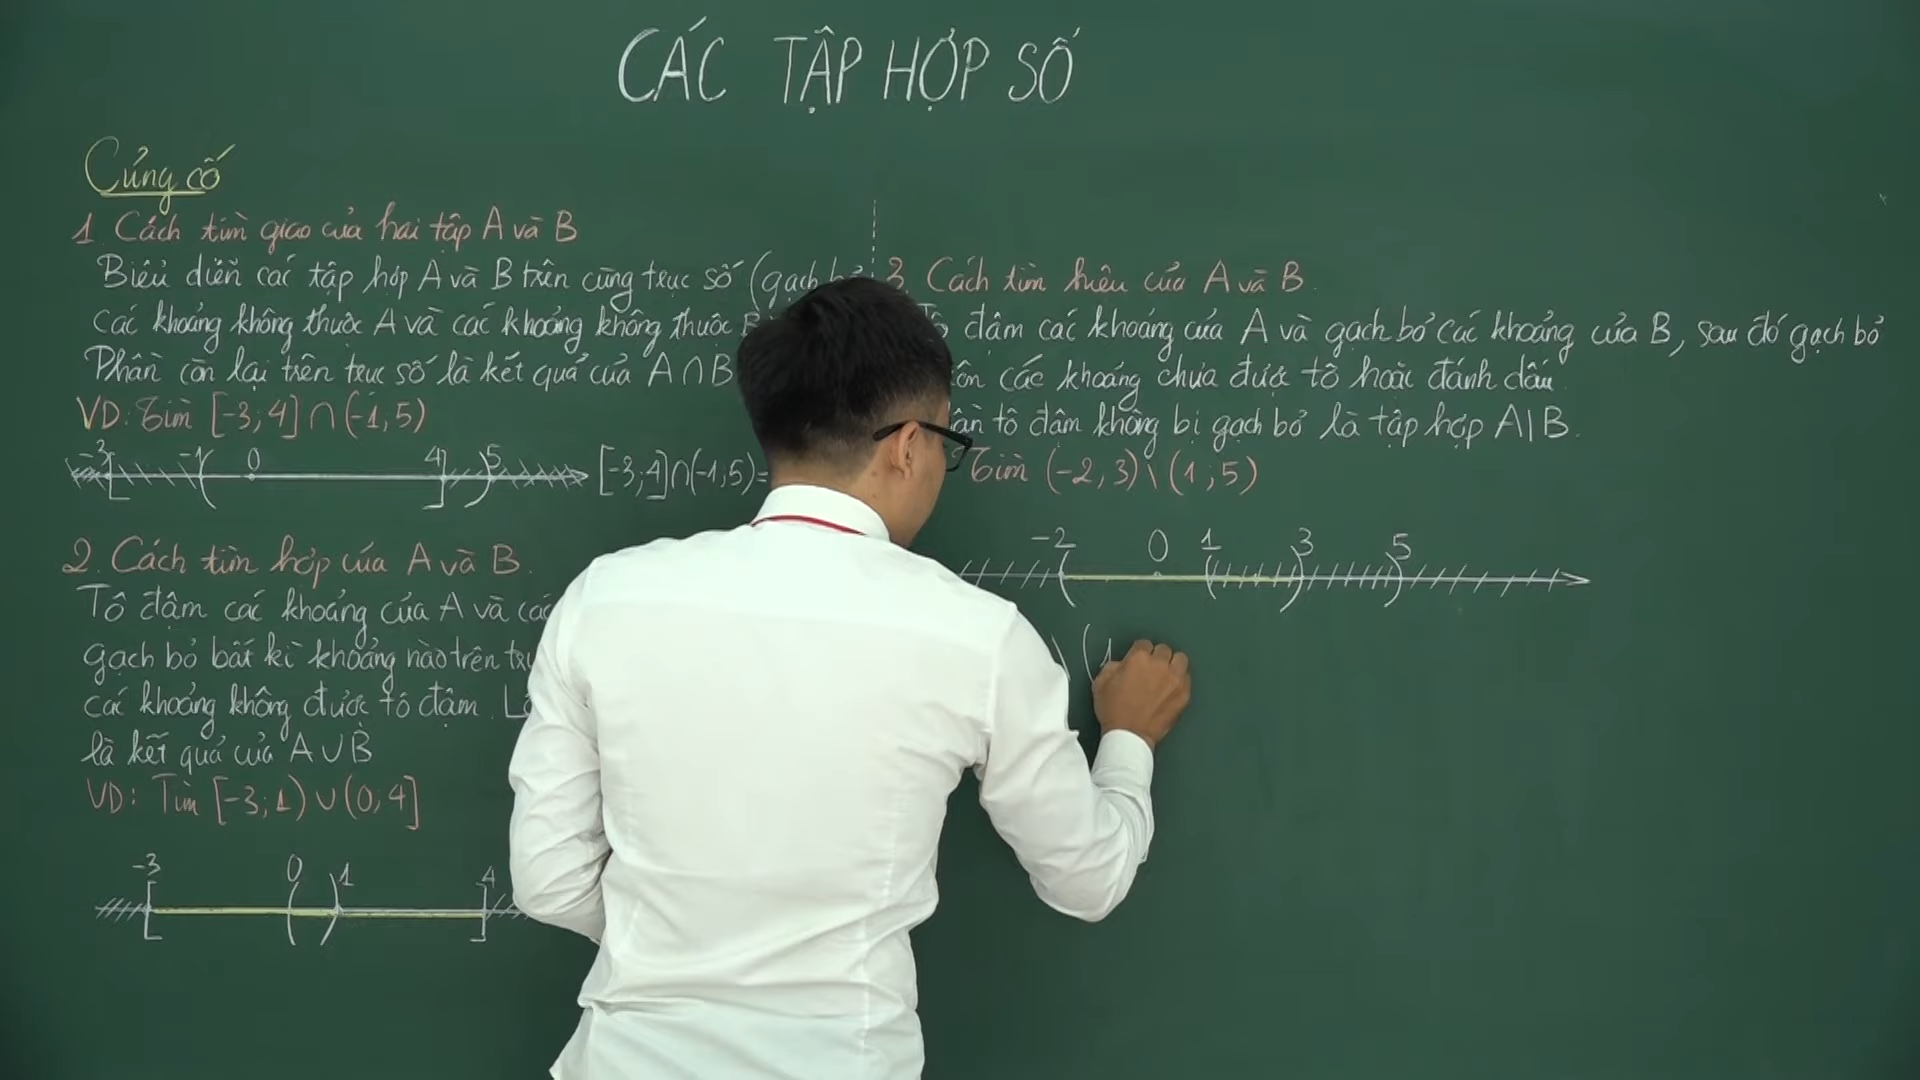 CÁC TẬP HỢP SỐ
Củng cố
1. Cách tìm giao của hai tập A và B
Biểu diễn các tập hợp A và B trên cùng trục số (gạch bỏ
các khoảng không thuộc A và các khoảng không thuộc B
Phần còn lại trên trục số là kết quả của A ∩ B
VD: Tìm [-3; 4] ∩ (-1, 5)
-3 -1 0 4 5
[-3; 4] ∩ (-1; 5) =
2. Cách tìm hợp của A và B.
Tô đậm các khoảng của A và các
gạch bỏ bất kì khoảng nào trên
các khoảng không được tô đậm.
là kết quả của A ∪ B
VD: Tìm [-3; 1) ∪ (0; 4]
-3 0 1 4
3. Cách tìm hiệu của A và B.
đậm các khoảng của A và gạch bỏ các khoảng của B, sau đó gạch bỏ
các khoảng chưa được tô hoặc đánh dấu
tô đậm không bị gạch bỏ là tập hợp A\B.
Tìm (-2, 3) \ (1; 5)
-2 0 1 3 5
\ (1